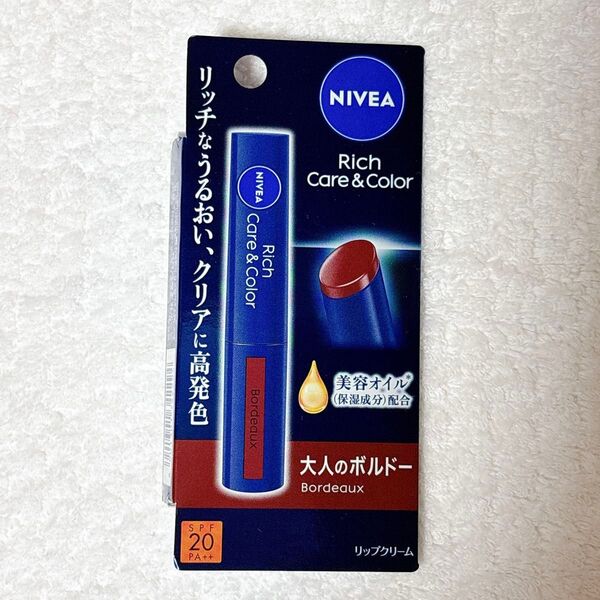 リッチなうるおい、クリアに高発色
NIVEA
Rich
Care & Color
NIVEA
Rich
Care & Color
Bordeaux
美容オイル*
(保湿成分)配合
大人のボルドー
Bordeaux
SPF
20
PA++
リップクリーム